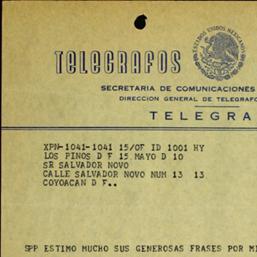 TELEGRAFOS
ESTADOS UNIDOS MEXICANOS
SECRETARIA DE COMUNICACIONES
DIRECCION GENERAL DE TELEGRAFO
TELEGRA
XPN-1041-1041 15/OF ID 1001 HY
LOS PINOS D F 15 MAYO D 10
SR SALVADOR NOVO
CALLE SALVADOR NOVO NUM 13 13
COYOACAN D F..
SPP ESTIMO MUCHO SUS GENEROSAS FRASES POR MI